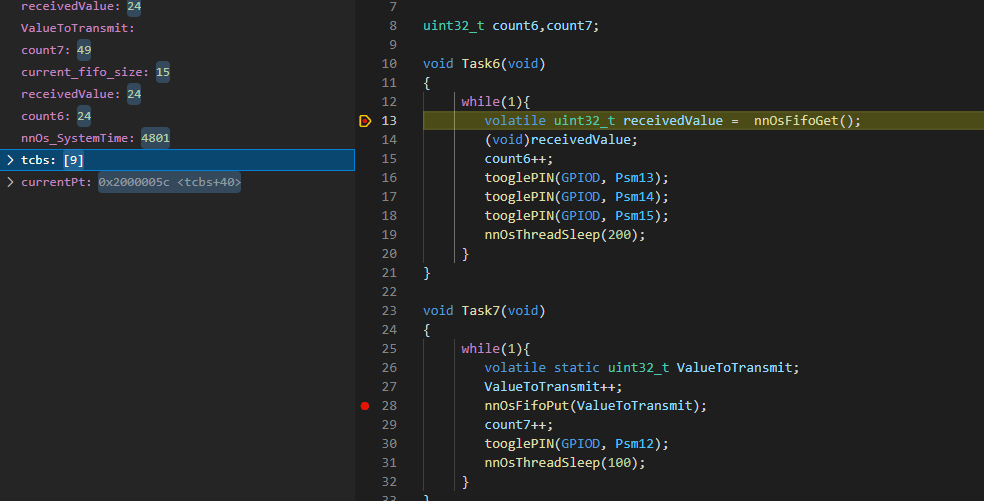 receivedValue: 24
ValueToTransmit:
count7: 49
current_fifo_size: 15
receivedValue: 24
count6: 24
nnOs_SystemTime: 4801
tcbs: [9]
currentPt: 0x2000005c <tcbs+40>
7
8 uint32_t count6,count7;
9
10 void Task6(void)
11 {
12 while(1){
13 volatile uint32_t receivedValue = nnOsFifoGet();
14 (void)receivedValue;
15 count6++;
16 tooglePIN(GPIOD, Psm13);
17 tooglePIN(GPIOD, Psm14);
18 tooglePIN(GPIOD, Psm15);
19 nnOsThreadSleep(200);
20 }
21 }
22
23 void Task7(void)
24 {
25 while(1){
26 volatile static uint32_t ValueToTransmit;
27 ValueToTransmit++;
28 nnOsFifoPut(ValueToTransmit);
29 count7++;
30 tooglePIN(GPIOD, Psm12);
31 nnOsThreadSleep(100);
32 }
33 }